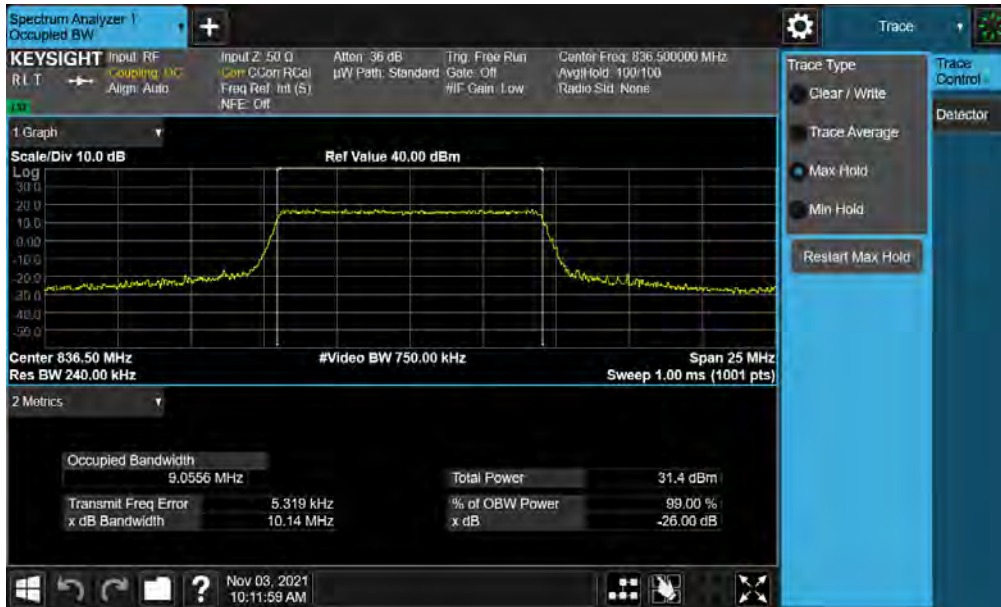 Spectrum Analyzer 1
Occupied BW
+
Trace
KEYSIGHT
R L T
Input: RF
Coupling: DC
Align: Auto
Input Z: 50 Ω
Corr CCorr RCal
Freq Ref: Int (S)
NFE: Off
Atten: 36 dB
µW Path: Standard
Trig: Free Run
Gate: Off
#IF Gain: Low
Center Freq: 836.500000 MHz
Avg|Hold: 100/100
Radio Std: None
1 Graph
Scale/Div 10.0 dB
Ref Value 40.00 dBm
Log
30.0
20.0
10.0
0.00
-10.0
-20.0
-30.0
-40.0
-50.0
Center 836.50 MHz
#Video BW 750.00 kHz
Span 25 MHz
Res BW 240.00 kHz
Sweep 1.00 ms (1001 pts)
2 Metrics
Occupied Bandwidth
9.0556 MHz
Total Power 31.4 dBm
Transmit Freq Error 5.319 kHz
% of OBW Power 99.00 %
x dB Bandwidth 10.14 MHz
x dB -26.00 dB
Trace Type
Clear / Write
Trace Average
Max Hold
Min Hold
Restart Max Hold
Trace
Control
Detector
?
Nov 03, 2021
10:11:59 AM